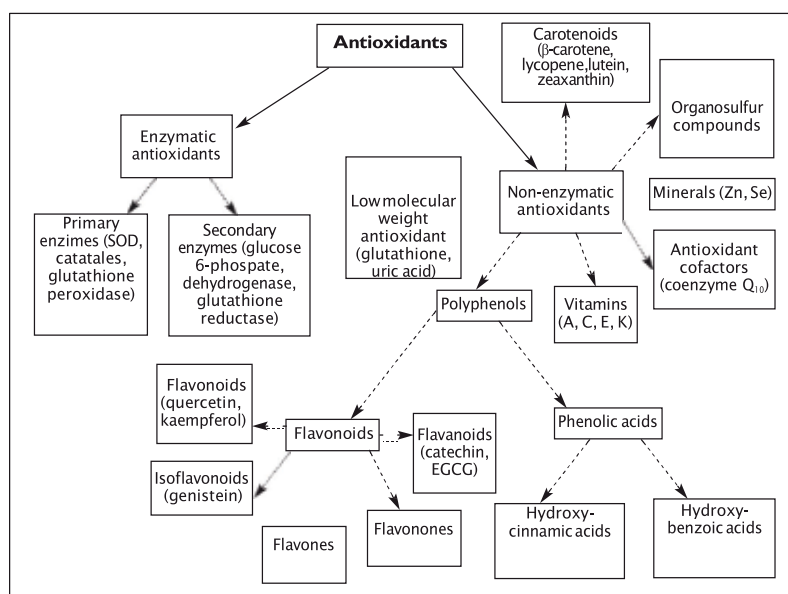 Antioxidants
Carotenoids
(β-carotene,
lycopene,lutein,
zeaxanthin)
Organosulfur
compounds
Enzymatic
antioxidants
Low molecular
weight
antioxidant
(glutathione,
uric acid)
Non-enzymatic
antioxidants
Minerals (Zn, Se)
Primary
enzimes (SOD,
catatales,
glutathione
peroxidase)
Secondary
enzymes (glucose
6-phospate,
dehydrogenase,
glutathione
reductase)
Antioxidant
cofactors
(coenzyme Q10)
Polyphenols
Vitamins
(A, C, E, K)
Flavonoids
(quercetin,
kaempferol)
Flavonoids
Flavanoids
(catechin,
EGCG)
Phenolic acids
Isoflavonoids
(genistein)
Flavones
Flavonones
Hydroxy-
cinnamic acids
Hydroxy-
benzoic acids